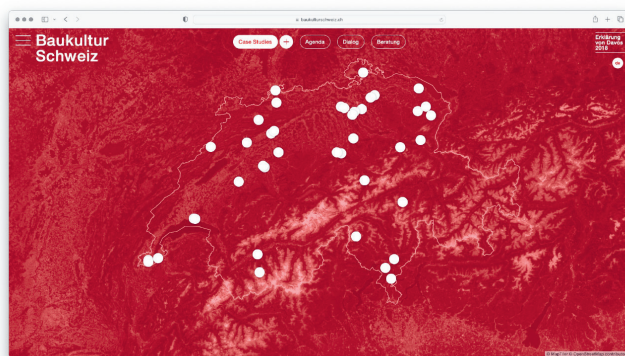 baukulturschweiz.ch
Baukultur
Schweiz
Case Studies
Agenda
Dialog
Beratung
Erklärung
von Davos
2018